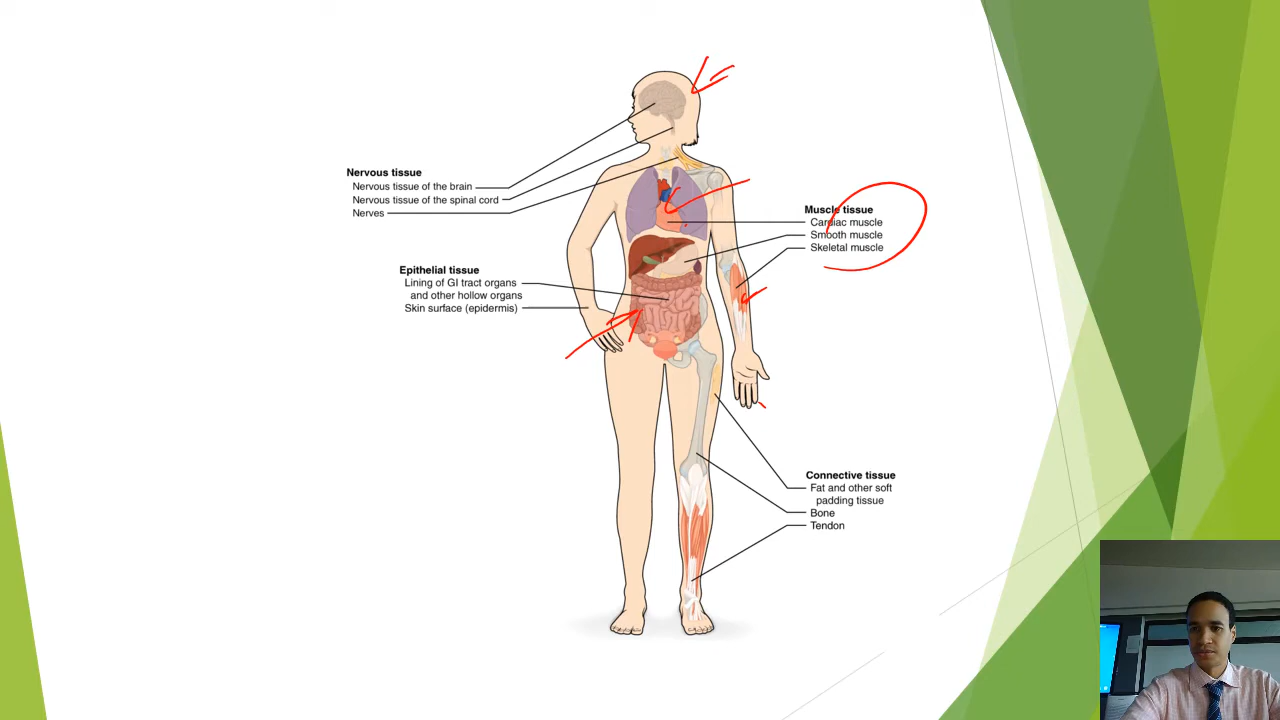 Nervous tissue
Nervous tissue of the brain
Nervous tissue of the spinal cord
Nerves
Epithelial tissue
Lining of GI tract organs
and other hollow organs
Skin surface (epidermis)
Muscle tissue
Cardiac muscle
Smooth muscle
Skeletal muscle
Connective tissue
Fat and other soft
padding tissue
Bone
Tendon